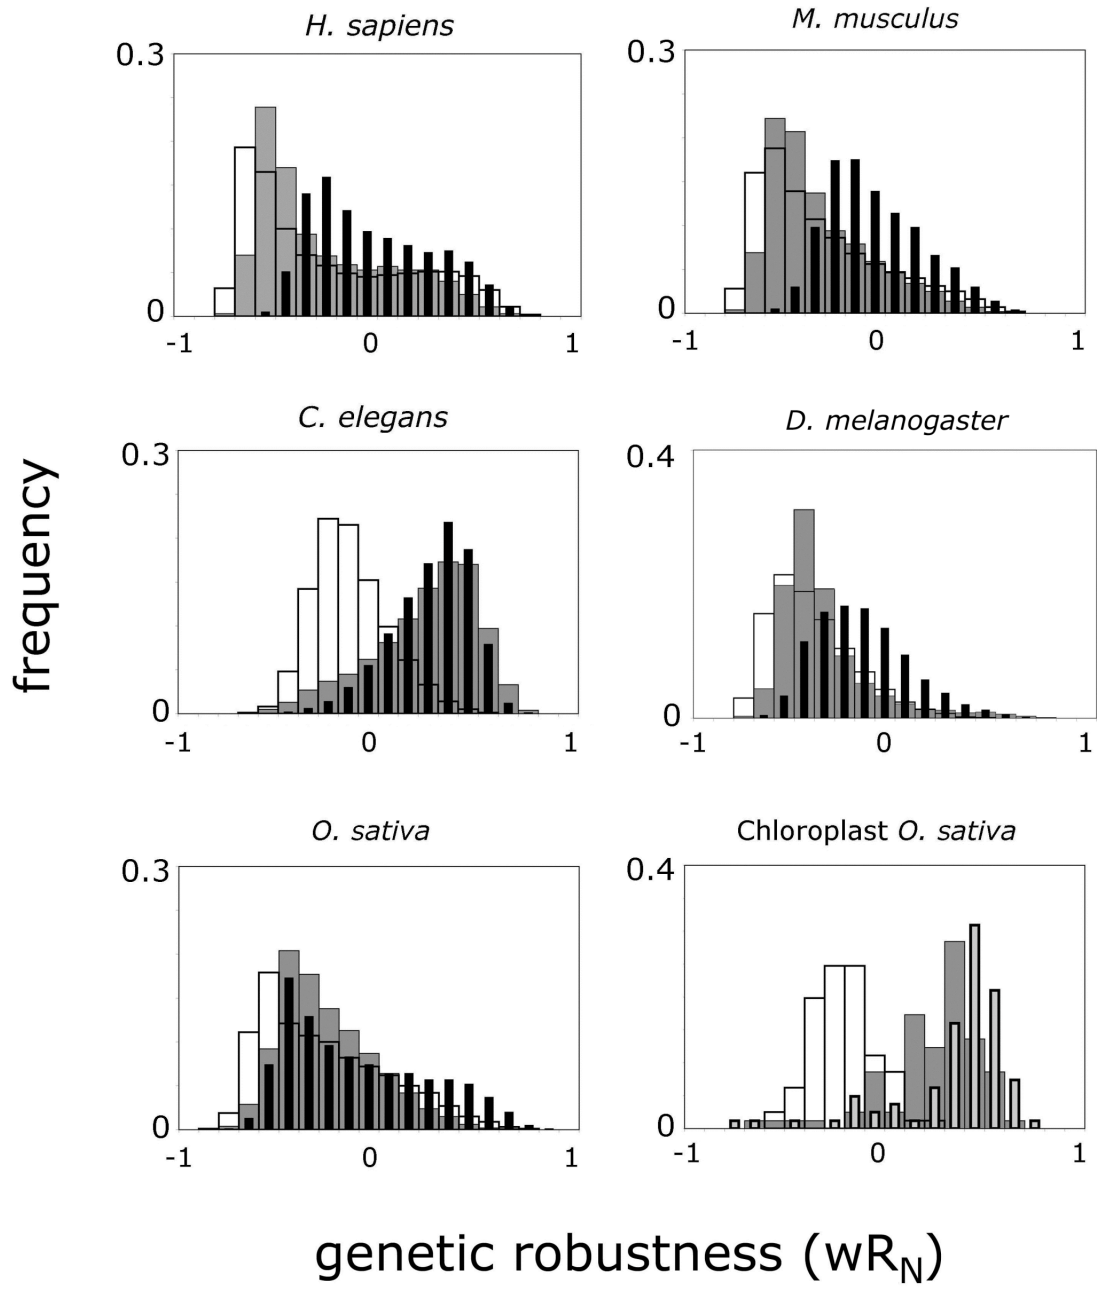 H. sapiens
M. musculus
0.3
0
-1 0 1
0.3
0
-1 0 1
C. elegans
D. melanogaster
0.3
0
-1 0 1
0.4
0
-1 0 1
O. sativa
Chloroplast O. sativa
0.3
0
-1 0 1
0.4
0
-1 0 1
frequency
genetic robustness (wR_N)